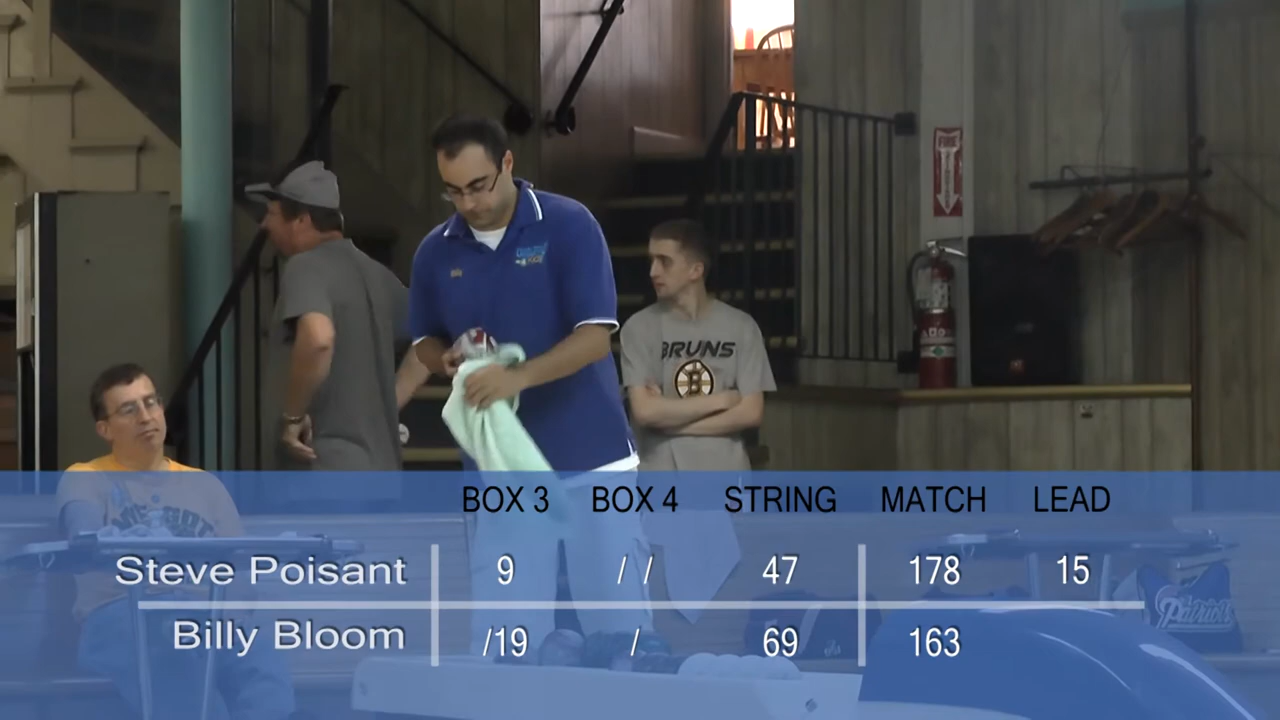 FIRE
BRUINS
B
BOX 3 BOX 4 STRING MATCH LEAD
Steve Poisant 9 / / 47 178 15
Billy Bloom /19 / 69 163
Patriots